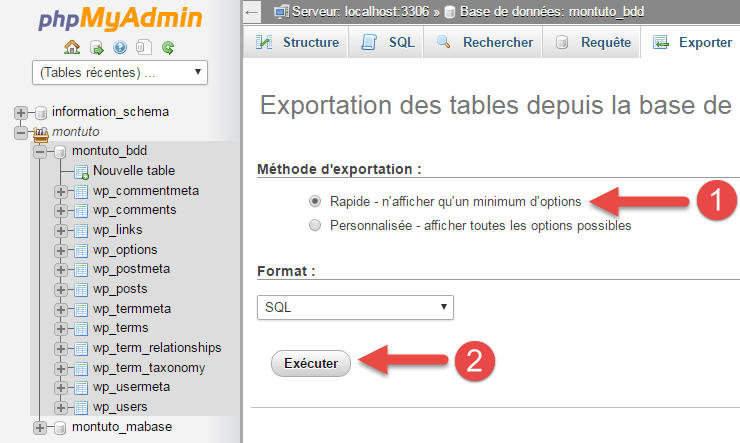 phpMyAdmin
(Tables récentes) ...
information_schema
montuto
montuto_bdd
Nouvelle table
wp_commentmeta
wp_comments
wp_links
wp_options
wp_postmeta
wp_posts
wp_termmeta
wp_terms
wp_term_relationships
wp_term_taxonomy
wp_usermeta
wp_users
montuto_mabase
Serveur: localhost:3306 » Base de données: montuto_bdd
Structure SQL Rechercher Requête Exporter
Exportation des tables depuis la base de
Méthode d'exportation :
Rapide - n'afficher qu'un minimum d'options
1
Personnalisée - afficher toutes les options possibles
Format :
SQL
Exécuter
2